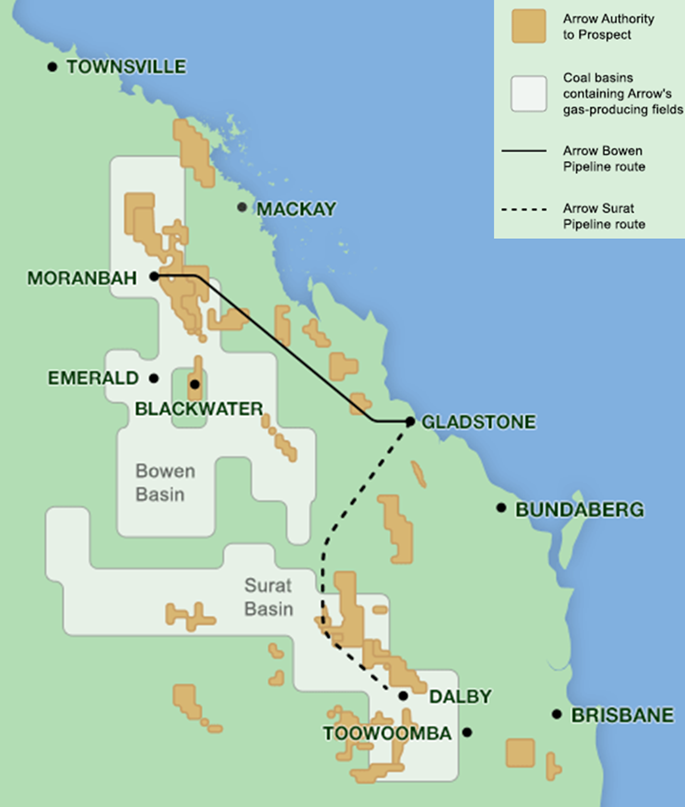 Arrow Authority
to Prospect
Coal basins
containing Arrow's
gas-producing fields
Arrow Bowen
Pipeline route
Arrow Surat
Pipeline route
TOWNSVILLE
MACKAY
MORANBAH
EMERALD
BLACKWATER
GLADSTONE
Bowen
Basin
BUNDABERG
Surat
Basin
DALBY
BRISBANE
TOOWOOMBA